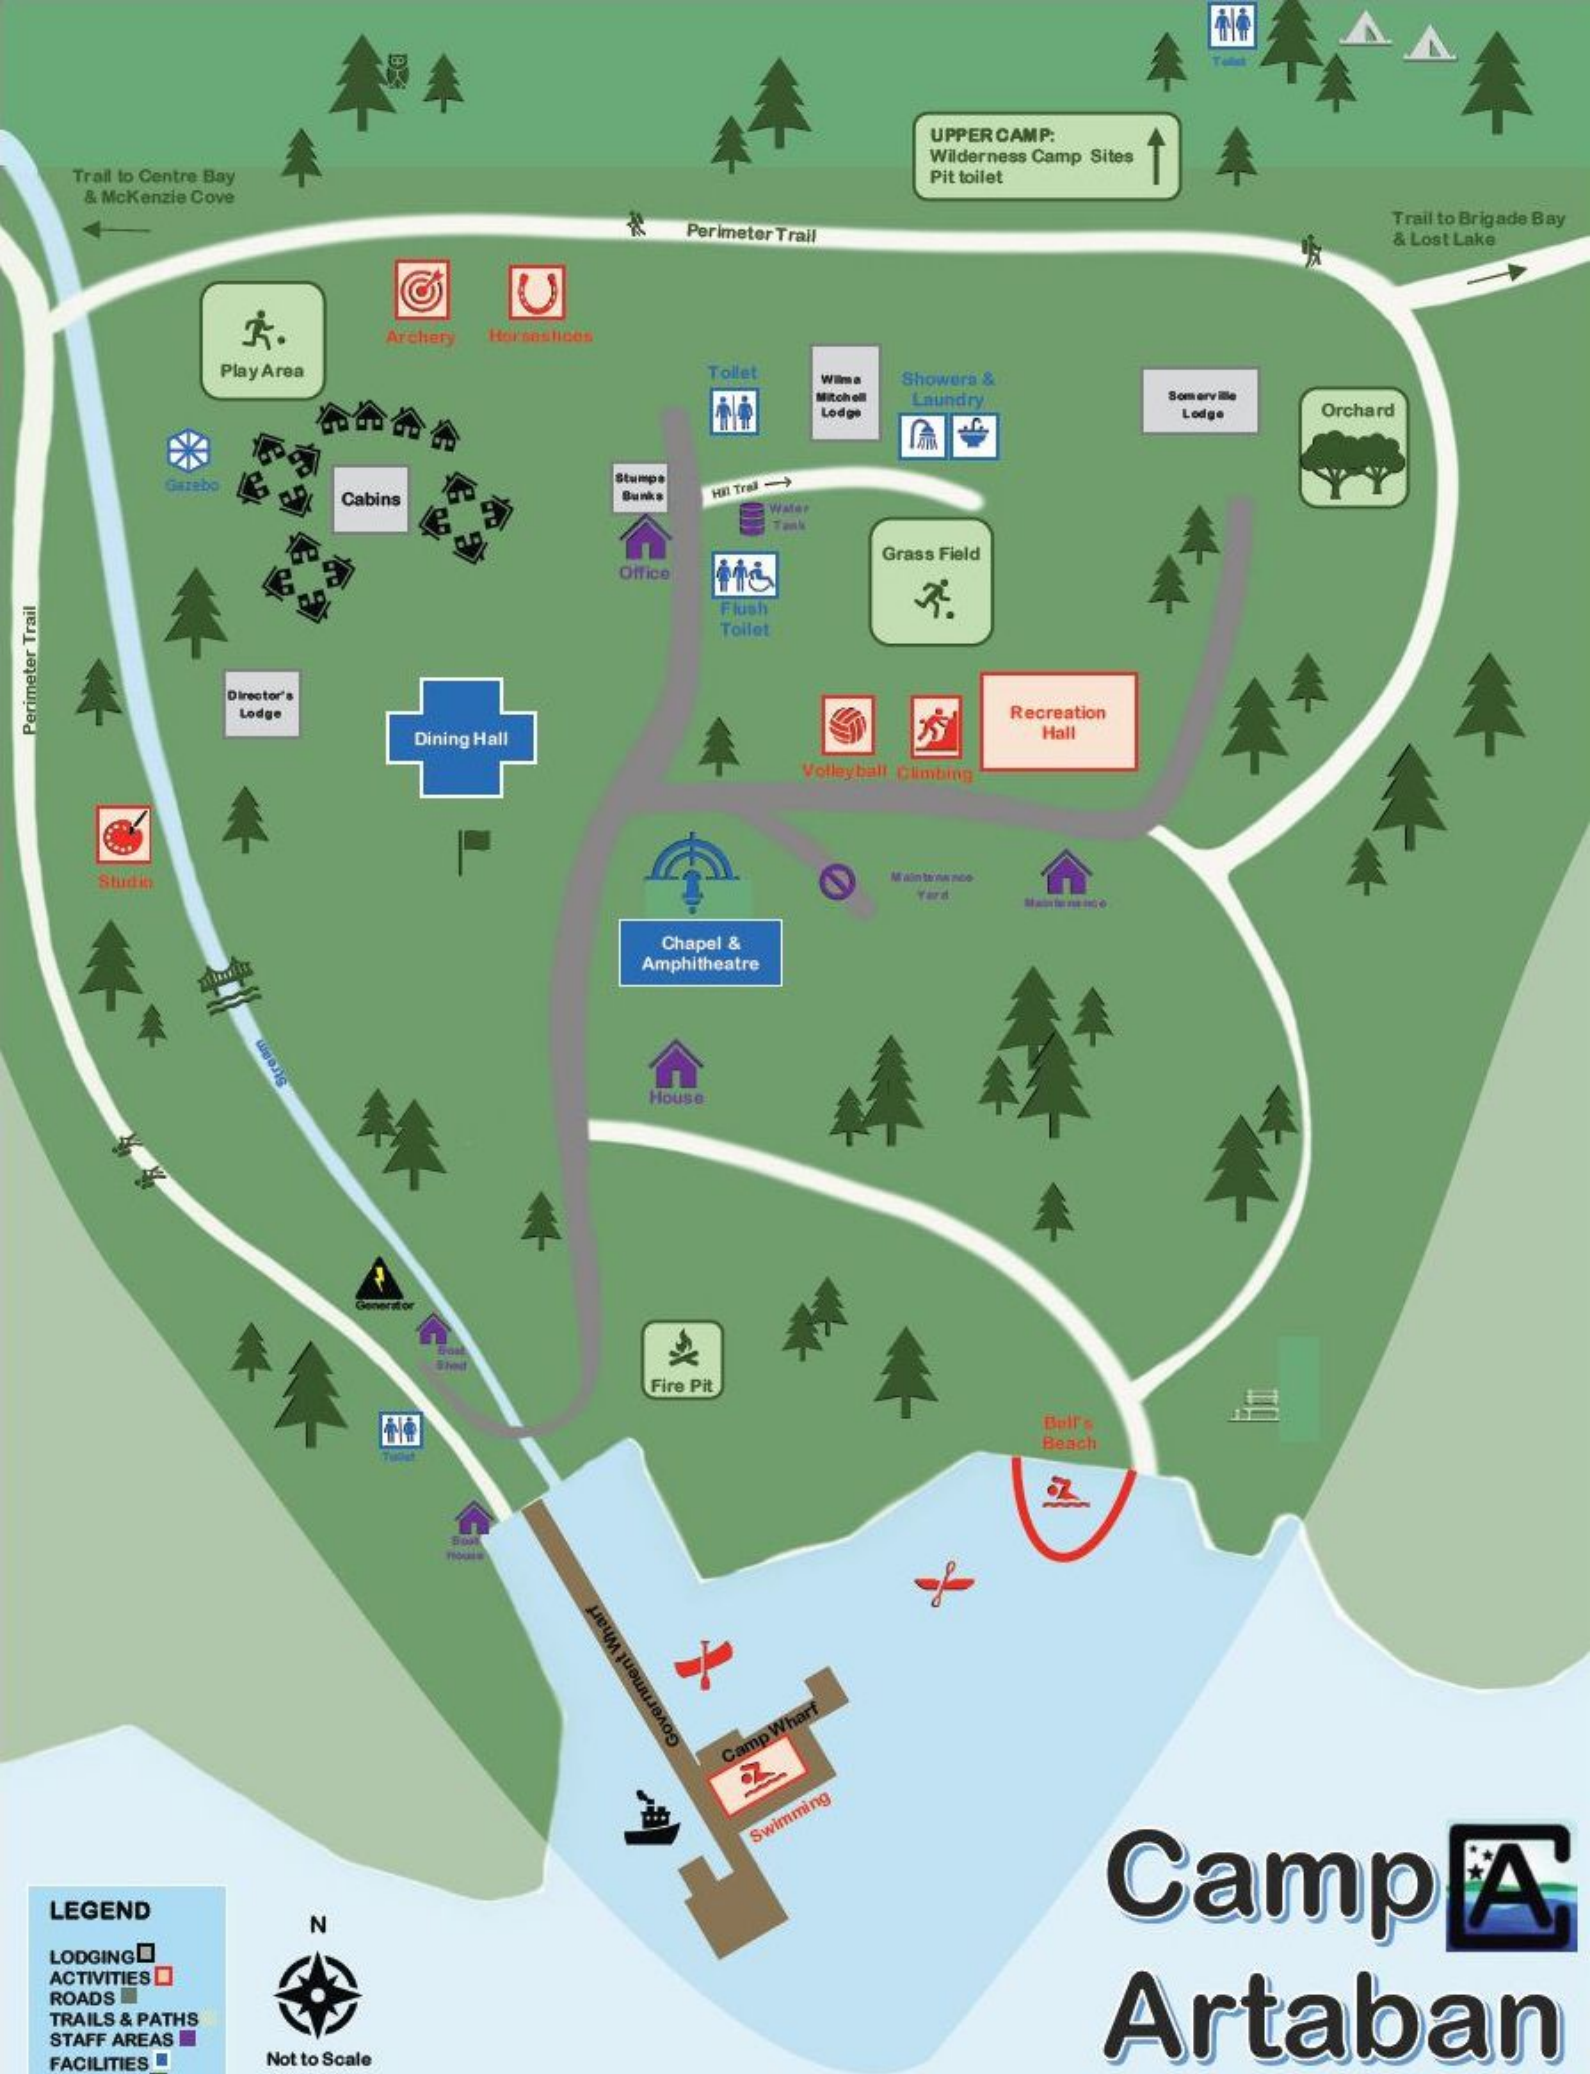 Toilet
UPPER CAMP:
Wilderness Camp Sites
Pit toilet
Trail to Centre Bay
& McKenzie Cove
Trail to Brigade Bay
& Lost Lake
Perimeter Trail
Play Area
Archery
Horseshoes
Toilet
Wilma
Mitchell
Lodge
Showers &
Laundry
Somerville
Lodge
Orchard
Gazebo
Cabins
Stumps
Bunks
Hill Trail
Water
Tank
Office
Flush
Toilet
Grass Field
Perimeter Trail
Director's
Lodge
Dining Hall
Volleyball
Climbing
Recreation
Hall
Studio
Maintenance
Yard
Maintenance
Chapel &
Amphitheatre
Stream
House
Generator
Boat
Shed
Fire Pit
Toilet
Bell's
Beach
Boat
House
Government Wharf
Camp Wharf
Swimming
Camp
CA
Artaban
LEGEND
LODGING
ACTIVITIES
ROADS
TRAILS & PATHS
STAFF AREAS
FACILITIES
N
Not to Scale